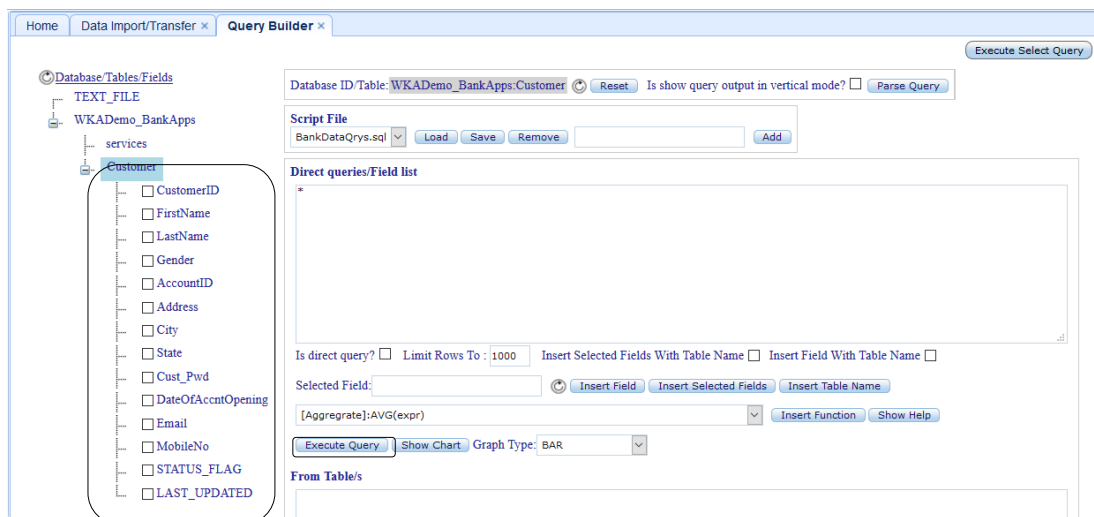 Home Data Import/Transfer × Query Builder ×
Execute Select Query
Database/Tables/Fields
TEXT_FILE
WKADemo_BankApps
services
Customer
CustomerID
FirstName
LastName
Gender
AccountID
Address
City
State
Cust_Pwd
DateOfAccntOpening
Email
MobileNo
STATUS_FLAG
LAST_UPDATED
Database ID/Table: WKADemo_BankApps:Customer Reset Is show query output in vertical mode? Parse Query
Script File
BankDataQrys.sql Load Save Remove Add
Direct queries/Field list
*
Is direct query? Limit Rows To : 1000 Insert Selected Fields With Table Name Insert Field With Table Name
Selected Field: Insert Field Insert Selected Fields Insert Table Name
[Aggregrate]:AVG(expr) Insert Function Show Help
Execute Query Show Chart Graph Type: BAR
From Table/s